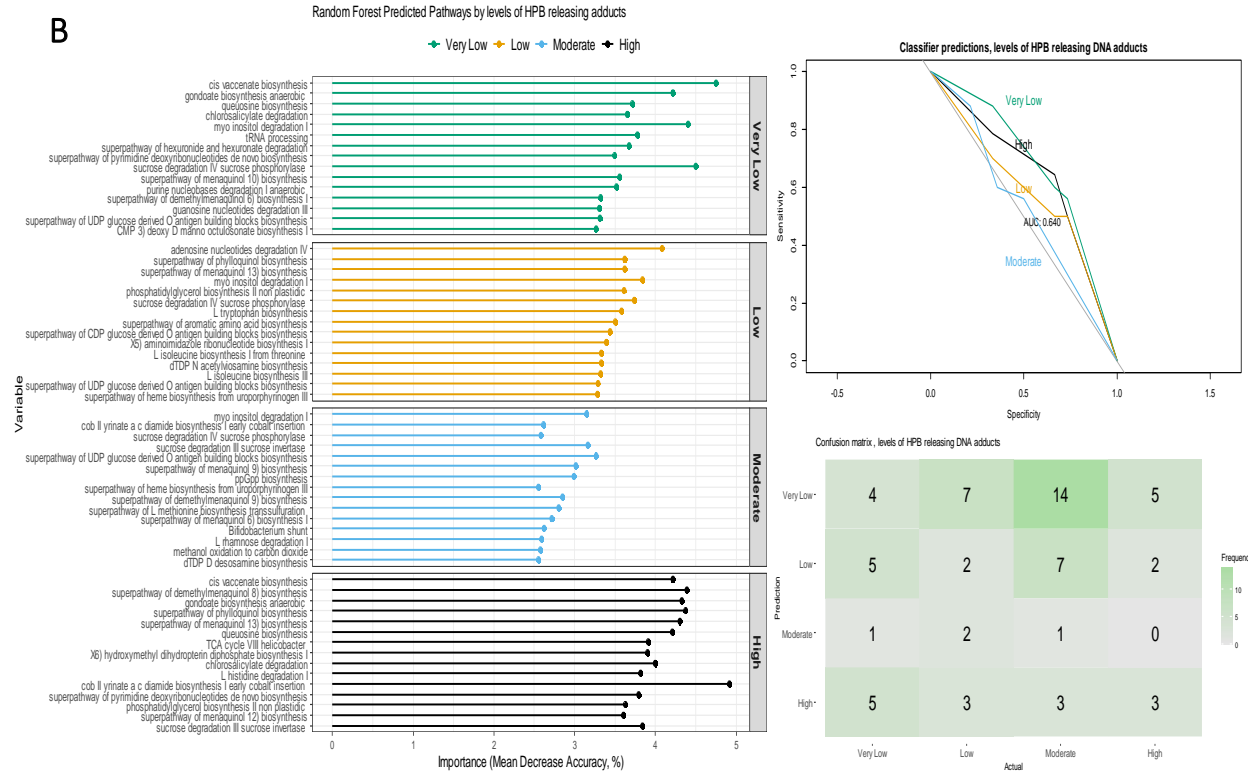 B
Random Forest Predicted Pathways by levels of HPB releasing adducts
Very Low Low Moderate High
Variable
cis vaccenate biosynthesis
gondoate biosynthesis anaerobic
queuosine biosynthesis
chlorosalicylate degradation
myo inositol degradation I
tRNA processing
superpathway of hexuronide and hexuronate degradation
superpathway of pyrimidine deoxyribonucleotides de novo biosynthesis
sucrose degradation IV sucrose phosphorylase
superpathway of menaquinol 10) biosynthesis
purine nucleobases degradation I anaerobic
superpathway of demethylmenaquinol 6) biosynthesis I
guanosine nucleotides degradation III
superpathway of UDP glucose derived O antigen building blocks biosynthesis
CMP 3) deoxy D manno octulosonate biosynthesis I
Very Low
adenosine nucleotides degradation IV
superpathway of phylloquinol biosynthesis
superpathway of menaquinol 13) biosynthesis
myo inositol degradation I
phosphatidylglycerol biosynthesis II non plastidic
sucrose degradation IV sucrose phosphorylase
L tryptophan biosynthesis
superpathway of aromatic amino acid biosynthesis
superpathway of CDP glucose derived O antigen building blocks biosynthesis
X5) aminoimidazole ribonucleotide biosynthesis I
L isoleucine biosynthesis I from threonine
dTDP N acetylviosamine biosynthesis
L isoleucine biosynthesis III
superpathway of UDP glucose derived O antigen building blocks biosynthesis
superpathway of heme biosynthesis from uroporphyrinogen III
Low
myo inositol degradation I
cob II yrinate a c diamide biosynthesis I early cobalt insertion
sucrose degradation IV sucrose phosphorylase
sucrose degradation III sucrose invertase
superpathway of UDP glucose derived O antigen building blocks biosynthesis
superpathway of menaquinol 9) biosynthesis
ppGpp biosynthesis
superpathway of heme biosynthesis from uroporphyrinogen III
superpathway of demethylmenaquinol 9) biosynthesis
superpathway of L methionine biosynthesis transsulfuration
superpathway of menaquinol 6) biosynthesis I
Bifidobacterium shunt
L rhamnose degradation I
methanol oxidation to carbon dioxide
dTDP D desosamine biosynthesis
Moderate
cis vaccenate biosynthesis
superpathway of demethylmenaquinol 8) biosynthesis
gondoate biosynthesis anaerobic
superpathway of phylloquinol biosynthesis
superpathway of menaquinol 13) biosynthesis
queuosine biosynthesis
TCA cycle VIII helicobacter
X6) hydroxymethyl dihydropterin diphosphate biosynthesis I
chlorosalicylate degradation
L histidine degradation I
cob II yrinate a c diamide biosynthesis I early cobalt insertion
superpathway of pyrimidine deoxyribonucleotides de novo biosynthesis
phosphatidylglycerol biosynthesis II non plastidic
superpathway of menaquinol 12) biosynthesis
sucrose degradation III sucrose invertase
High
0 1 2 3 4 5
Importance (Mean Decrease Accuracy, %)
Classifier predictions, levels of HPB releasing DNA adducts
Sensitivity
1.0
0.8
0.6
0.4
0.2
0.0
Very Low
High
Low
AUC: 0.640
Moderate
-0.5 0.0 0.5 1.0 1.5
Specificity
Confusion matrix , levels of HPB releasing DNA adducts
Prediction
Very Low 4 7 14 5
Low 5 2 7 2
Moderate 1 2 1 0
High 5 3 3 3
Very Low Low Moderate High
Actual
Frequenc
10
5
0